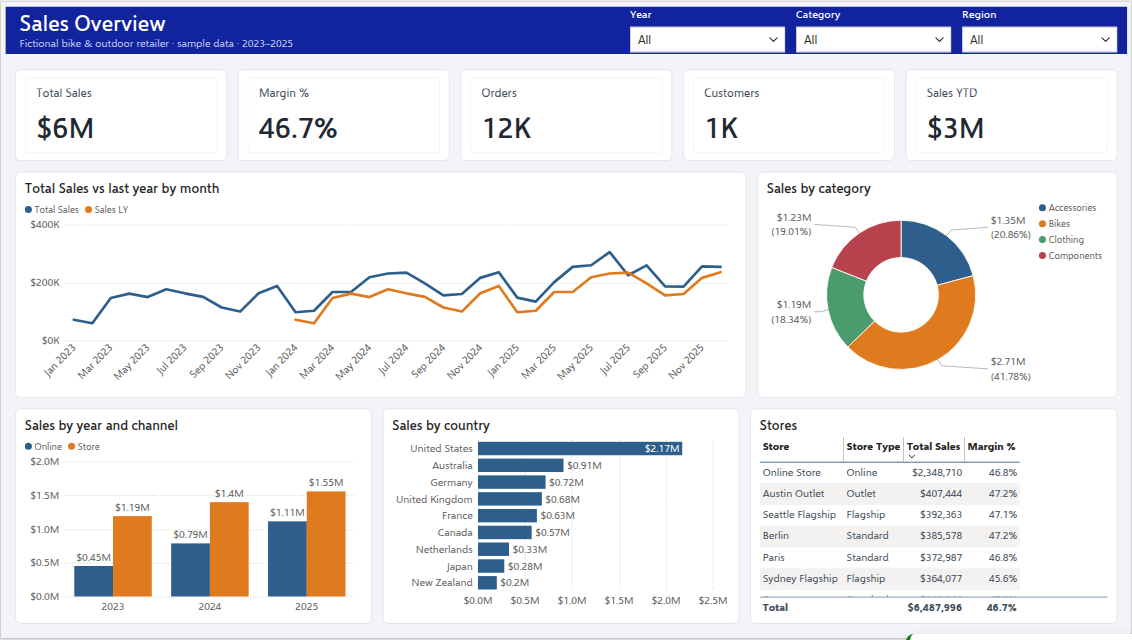 Sales Overview
Fictional bike & outdoor retailer · sample data · 2023–2025
Year
Category
Region
All
All
All
Total Sales
$6M
Margin %
46.7%
Orders
12K
Customers
1K
Sales YTD
$3M
Total Sales vs last year by month
Total Sales Sales LY
$400K
$200K
$0K
Jan 2023 Mar 2023 May 2023 Jul 2023 Sep 2023 Nov 2023 Jan 2024 Mar 2024 May 2024 Jul 2024 Sep 2024 Nov 2024 Jan 2025 Mar 2025 May 2025 Jul 2025 Sep 2025 Nov 2025
Sales by category
Accessories
Bikes
Clothing
Components
$1.23M
(19.01%)
$1.35M
(20.86%)
$1.19M
(18.34%)
$2.71M
(41.78%)
Sales by year and channel
Online Store
$2.0M
$1.5M
$1.0M
$0.5M
$0.0M
$0.45M
$1.19M
$0.79M
$1.4M
$1.11M
$1.55M
2023 2024 2025
Sales by country
United States $2.17M
Australia $0.91M
Germany $0.72M
United Kingdom $0.68M
France $0.63M
Canada $0.57M
Netherlands $0.33M
Japan $0.28M
New Zealand $0.2M
$0.0M $0.5M $1.0M $1.5M $2.0M $2.5M
Stores
Store Store Type Total Sales Margin %
Online Store Online $2,348,710 46.8%
Austin Outlet Outlet $407,444 47.2%
Seattle Flagship Flagship $392,363 47.1%
Berlin Standard $385,578 47.2%
Paris Standard $372,987 46.8%
Sydney Flagship Flagship $364,077 45.6%
Total $6,487,996 46.7%